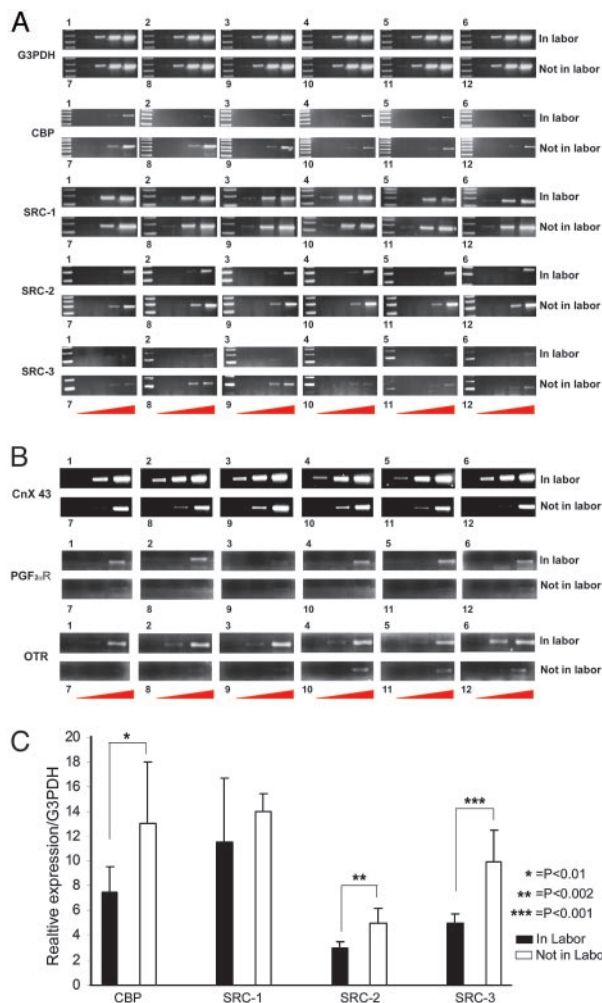 A
1 2 3 4 5 6
G3PDH In labor
Not in labor
7 8 9 10 11 12
1 2 3 4 5 6
CBP In labor
Not in labor
7 8 9 10 11 12
1 2 3 4 5 6
SRC-1 In labor
Not in labor
7 8 9 10 11 12
1 2 3 4 5 6
SRC-2 In labor
Not in labor
7 8 9 10 11 12
1 2 3 4 5 6
SRC-3 In labor
Not in labor
7 8 9 10 11 12
B
1 2 3 4 5 6
CnX 43 In labor
Not in labor
7 8 9 10 11 12
1 2 3 4 5 6
PGF2αR In labor
Not in labor
7 8 9 10 11 12
1 2 3 4 5 6
OTR In labor
Not in labor
7 8 9 10 11 12
C
Realtive expression/G3PDH
20
18
16
14
12
10
8
6
4
2
0
*
**
***
* =P<0.01
** =P<0.002
*** =P<0.001
In Labor
Not in Labor
CBP SRC-1 SRC-2 SRC-3